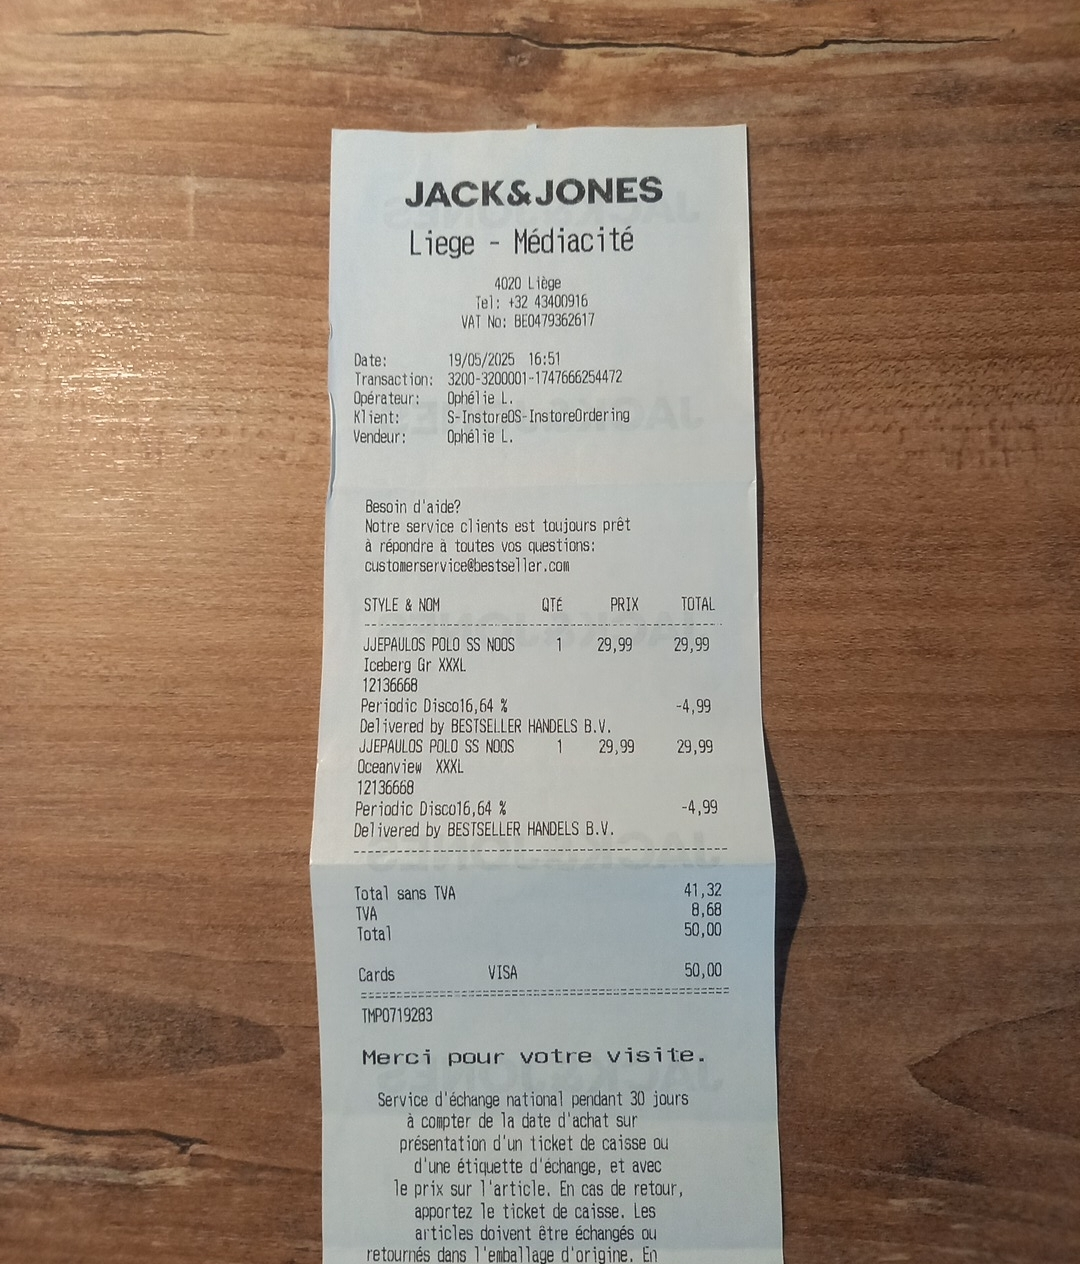 JACK&JONES
Liege - Médiacité
4020 Liège
Tel: +32 43400916
VAT No: BE0479362617
Date: 19/05/2025 16:51
Transaction: 3200-3200001-1747666254472
Opérateur: Ophélie L.
Klient: S-InstoreOS-InstoreOrdering
Vendeur: Ophélie L.
Besoin d'aide?
Notre service clients est toujours prêt
à répondre à toutes vos questions:
customerservice@bestseller.com
STYLE & NOM QTÉ PRIX TOTAL
JJEPAULOS POLO SS NOOS 1 29,99 29,99
Iceberg Gr XXXL
12136668
Periodic Disco16,64 % -4,99
Delivered by BESTSELLER HANDELS B.V.
JJEPAULOS POLO SS NOOS 1 29,99 29,99
Oceanview XXXL
12136668
Periodic Disco16,64 % -4,99
Delivered by BESTSELLER HANDELS B.V.
Total sans TVA 41,32
TVA 8,68
Total 50,00
Cards VISA 50,00
TMP0719283
Merci pour votre visite.
Service d'échange national pendant 30 jours
à compter de la date d'achat sur
présentation d'un ticket de caisse ou
d'une étiquette d'échange, et avec
le prix sur l'article. En cas de retour,
apportez le ticket de caisse. Les
articles doivent être échangés ou
retournés dans l'emballage d'origine. En